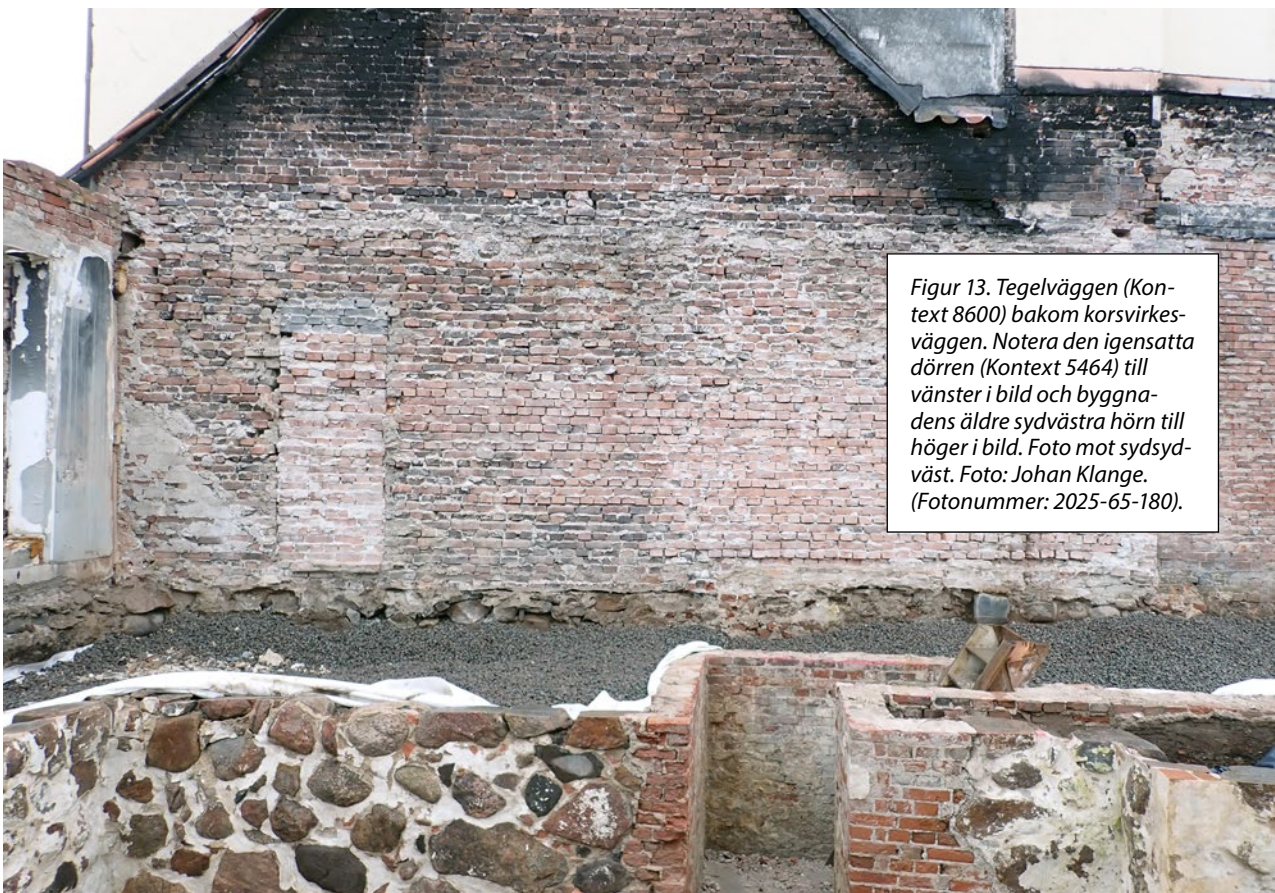 Figur 13. Tegelväggen (Kon-
text 8600) bakom korsvirkes-
väggen. Notera den igensatta
dörren (Kontext 5464) till
vänster i bild och byggna-
dens äldre sydvästra hörn till
höger i bild. Foto mot sydsyd-
väst. Foto: Johan Klange.
(Fotonummer: 2025-65-180).